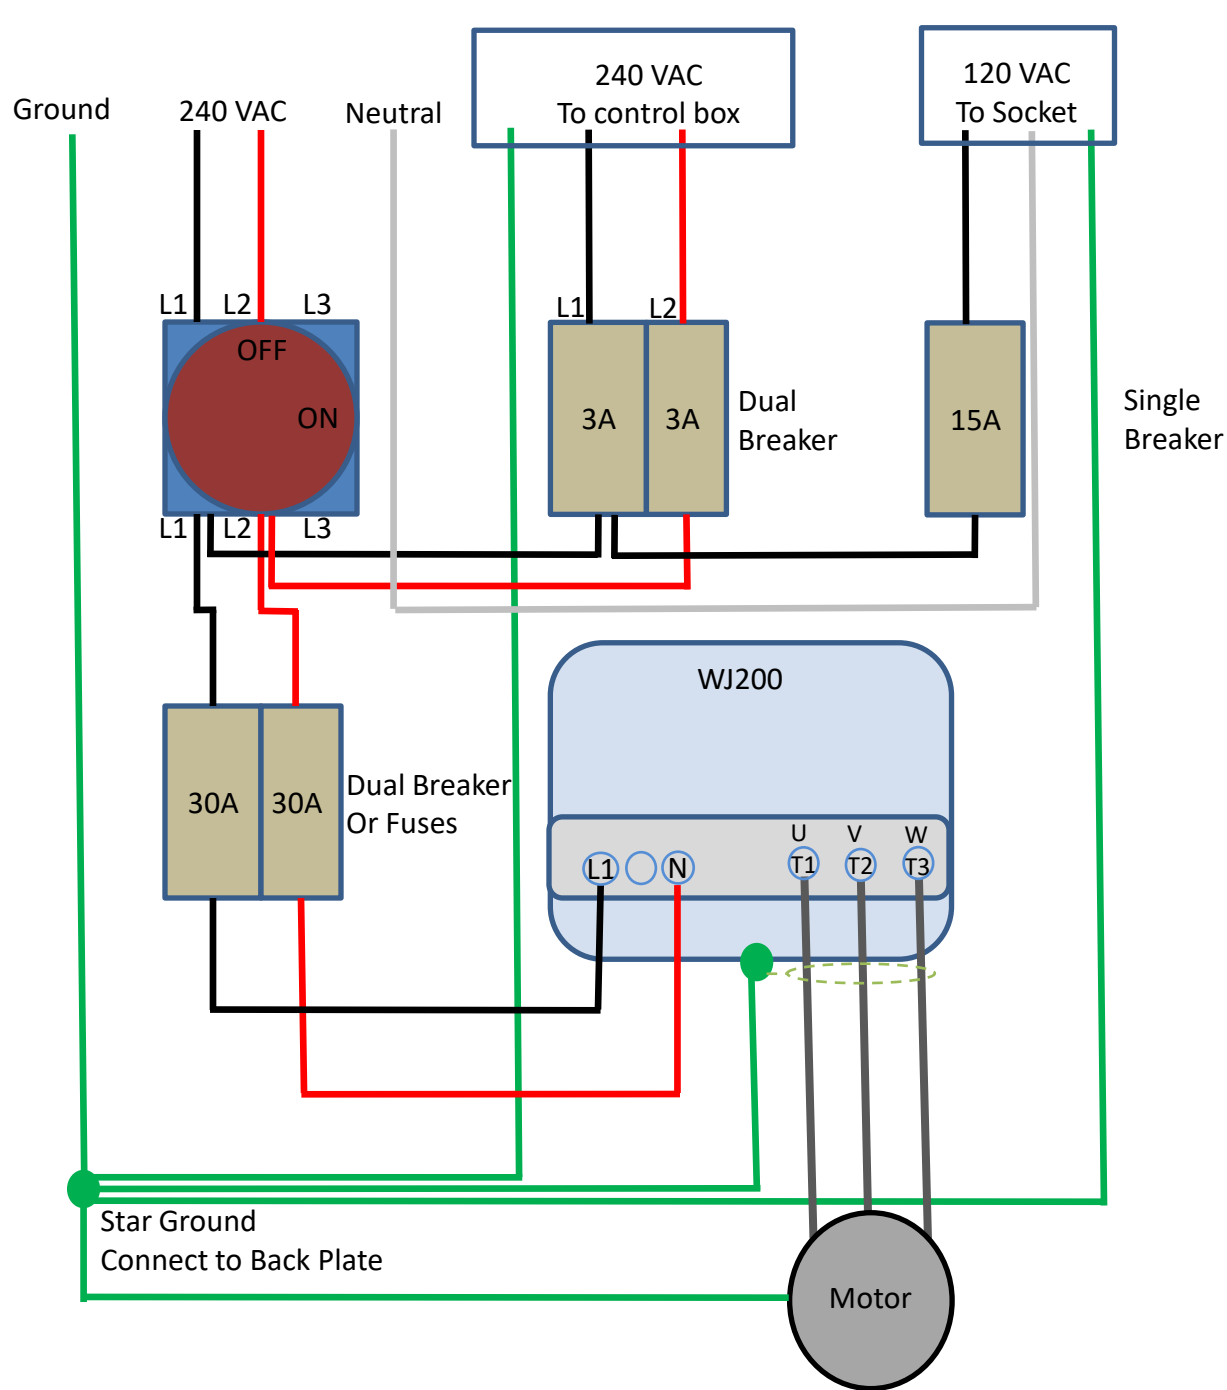 Ground
240 VAC
Neutral
240 VAC
To control box
120 VAC
To Socket
L1
L2
L3
OFF
ON
L1
L2
L3
L1
L2
3A
3A
Dual
Breaker
15A
Single
Breaker
30A
30A
Dual Breaker
Or Fuses
WJ200
U
V
W
L1
N
T1
T2
T3
Star Ground
Connect to Back Plate
Motor